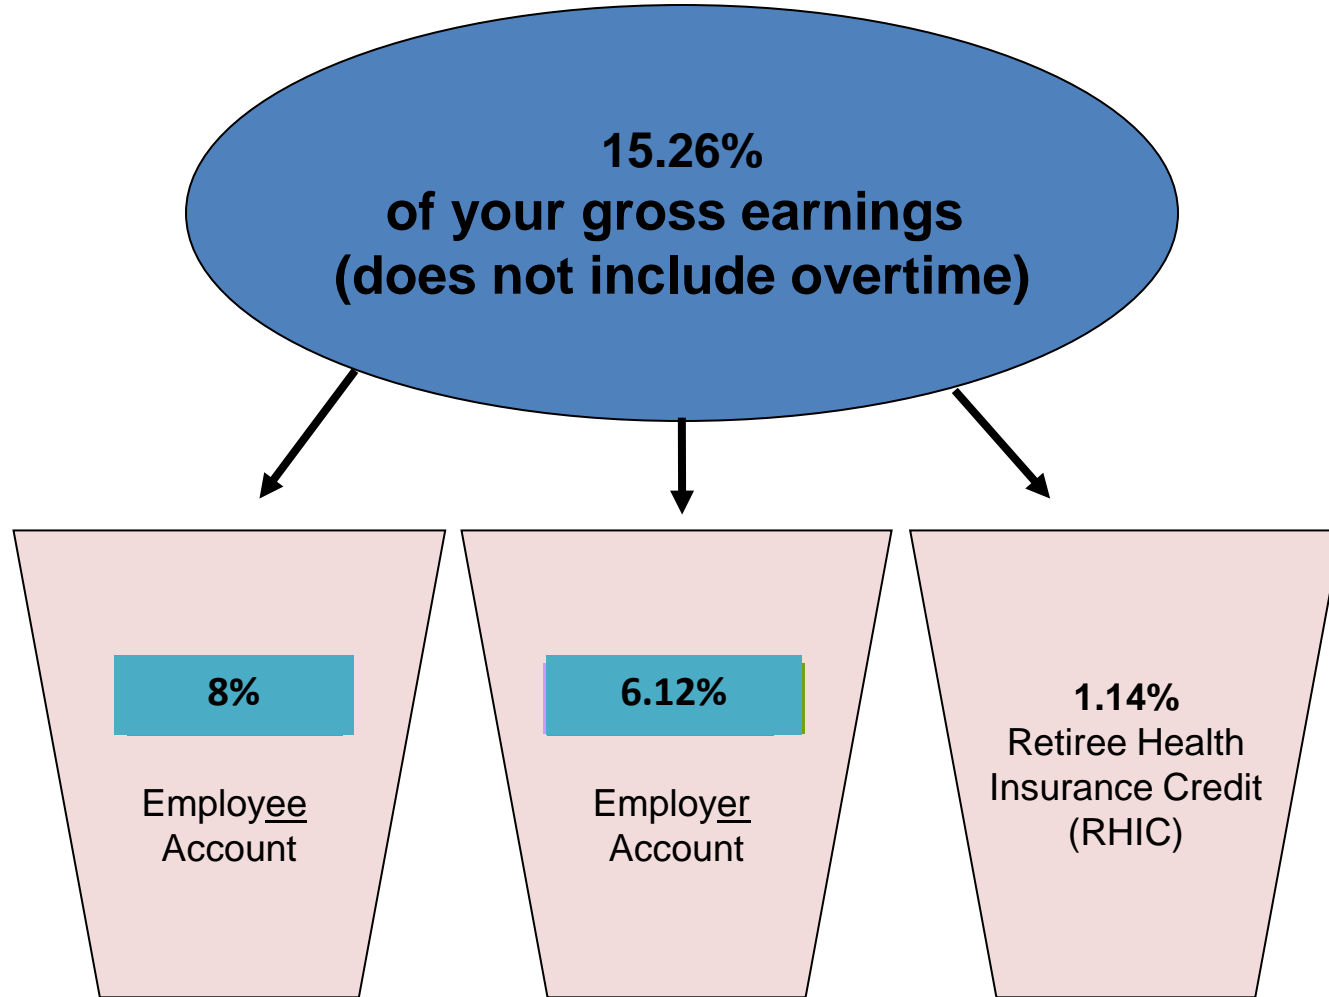 15.26%
of your gross earnings
(does not include overtime)
8%
Employee
Account
6.12%
Employer
Account
1.14%
Retiree Health
Insurance Credit
(RHIC)